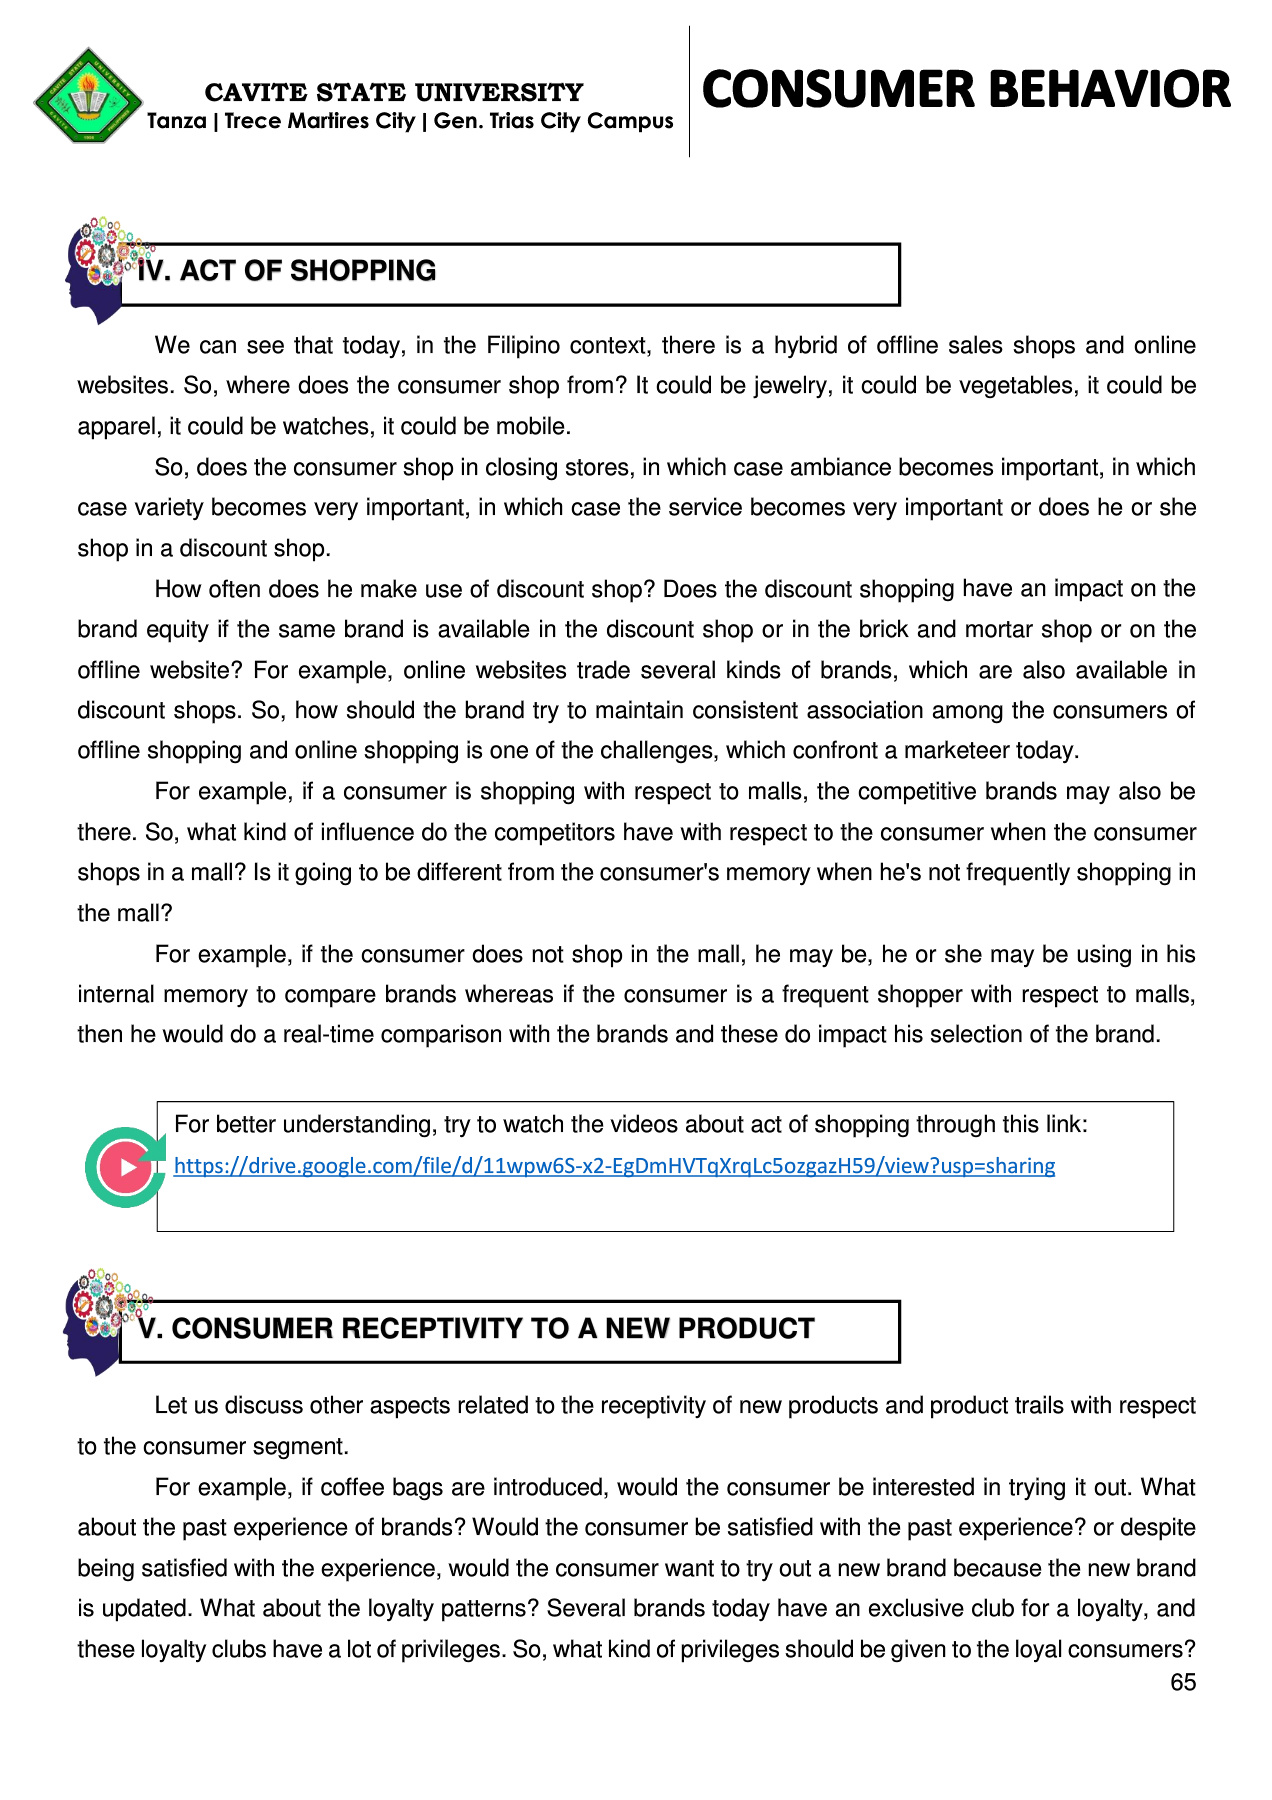 CAVITE STATE UNIVERSITY
Tanza | Trece Martires City | Gen. Trias City Campus
CONSUMER BEHAVIOR
IV. ACT OF SHOPPING
We can see that today, in the Filipino context, there is a hybrid of offline sales shops and online
websites. So, where does the consumer shop from? It could be jewelry, it could be vegetables, it could be
apparel, it could be watches, it could be mobile.
So, does the consumer shop in closing stores, in which case ambiance becomes important, in which
case variety becomes very important, in which case the service becomes very important or does he or she
shop in a discount shop.
How often does he make use of discount shop? Does the discount shopping have an impact on the
brand equity if the same brand is available in the discount shop or in the brick and mortar shop or on the
offline website? For example, online websites trade several kinds of brands, which are also available in
discount shops. So, how should the brand try to maintain consistent association among the consumers of
offline shopping and online shopping is one of the challenges, which confront a marketeer today.
For example, if a consumer is shopping with respect to malls, the competitive brands may also be
there. So, what kind of influence do the competitors have with respect to the consumer when the consumer
shops in a mall? Is it going to be different from the consumer's memory when he's not frequently shopping in
the mall?
For example, if the consumer does not shop in the mall, he may be, he or she may be using in his
internal memory to compare brands whereas if the consumer is a frequent shopper with respect to malls,
then he would do a real-time comparison with the brands and these do impact his selection of the brand.
For better understanding, try to watch the videos about act of shopping through this link:
https://drive.google.com/file/d/11wpw6S-x2-EgDmHVTqXrqLc5ozgazH59/view?usp=sharing
V. CONSUMER RECEPTIVITY TO A NEW PRODUCT
Let us discuss other aspects related to the receptivity of new products and product trails with respect
to the consumer segment.
For example, if coffee bags are introduced, would the consumer be interested in trying it out. What
about the past experience of brands? Would the consumer be satisfied with the past experience? or despite
being satisfied with the experience, would the consumer want to try out a new brand because the new brand
is updated. What about the loyalty patterns? Several brands today have an exclusive club for a loyalty, and
these loyalty clubs have a lot of privileges. So, what kind of privileges should be given to the loyal consumers?
65